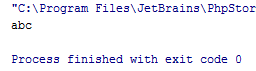 "C:\Program Files\JetBrains\PhpStor
abc
Process finished with exit code 0